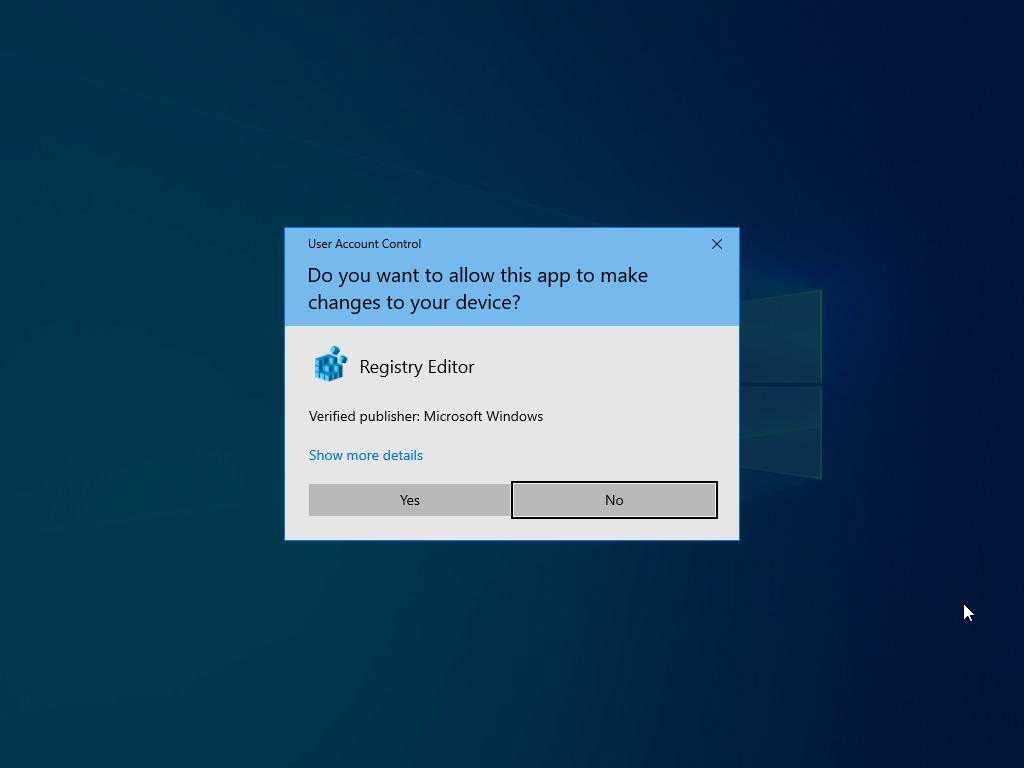 User Account Control
Do you want to allow this app to make
changes to your device?
Registry Editor
Verified publisher: Microsoft Windows
Show more details
Yes
No